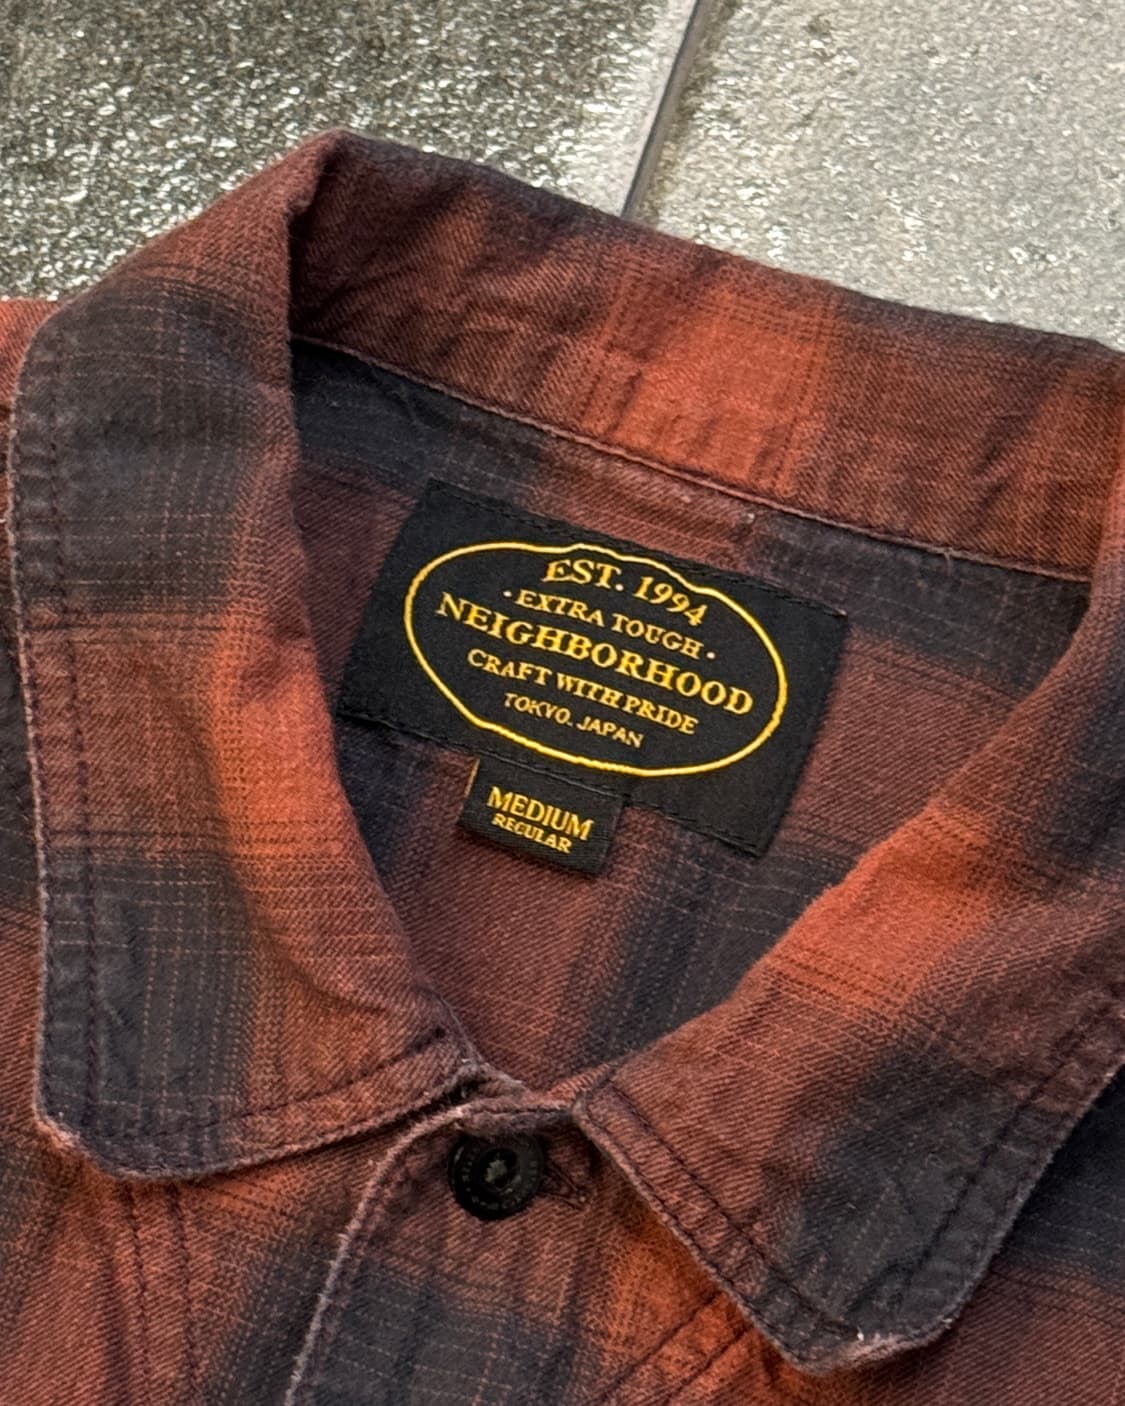 EST. 1994
· EXTRA TOUGH ·
NEIGHBORHOOD
CRAFT WITH PRIDE
TOKYO. JAPAN
MEDIUM
REGULAR